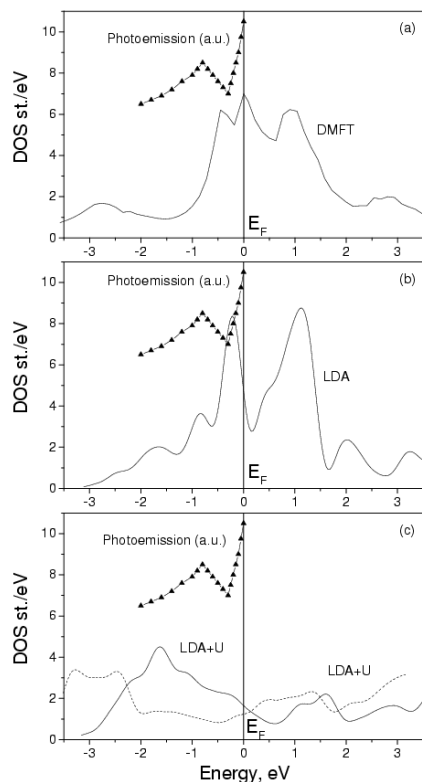 (a)
Photoemission (a.u.)
DMFT
DOS st./eV
10
8
6
4
2
0
E_F
-3 -2 -1 0 1 2 3
(b)
Photoemission (a.u.)
LDA
DOS st./eV
10
8
6
4
2
0
E_F
-3 -2 -1 0 1 2 3
(c)
Photoemission (a.u.)
LDA+U
LDA+U
DOS st./eV
10
8
6
4
2
0
E_F
-3 -2 -1 0 1 2 3
Energy, eV